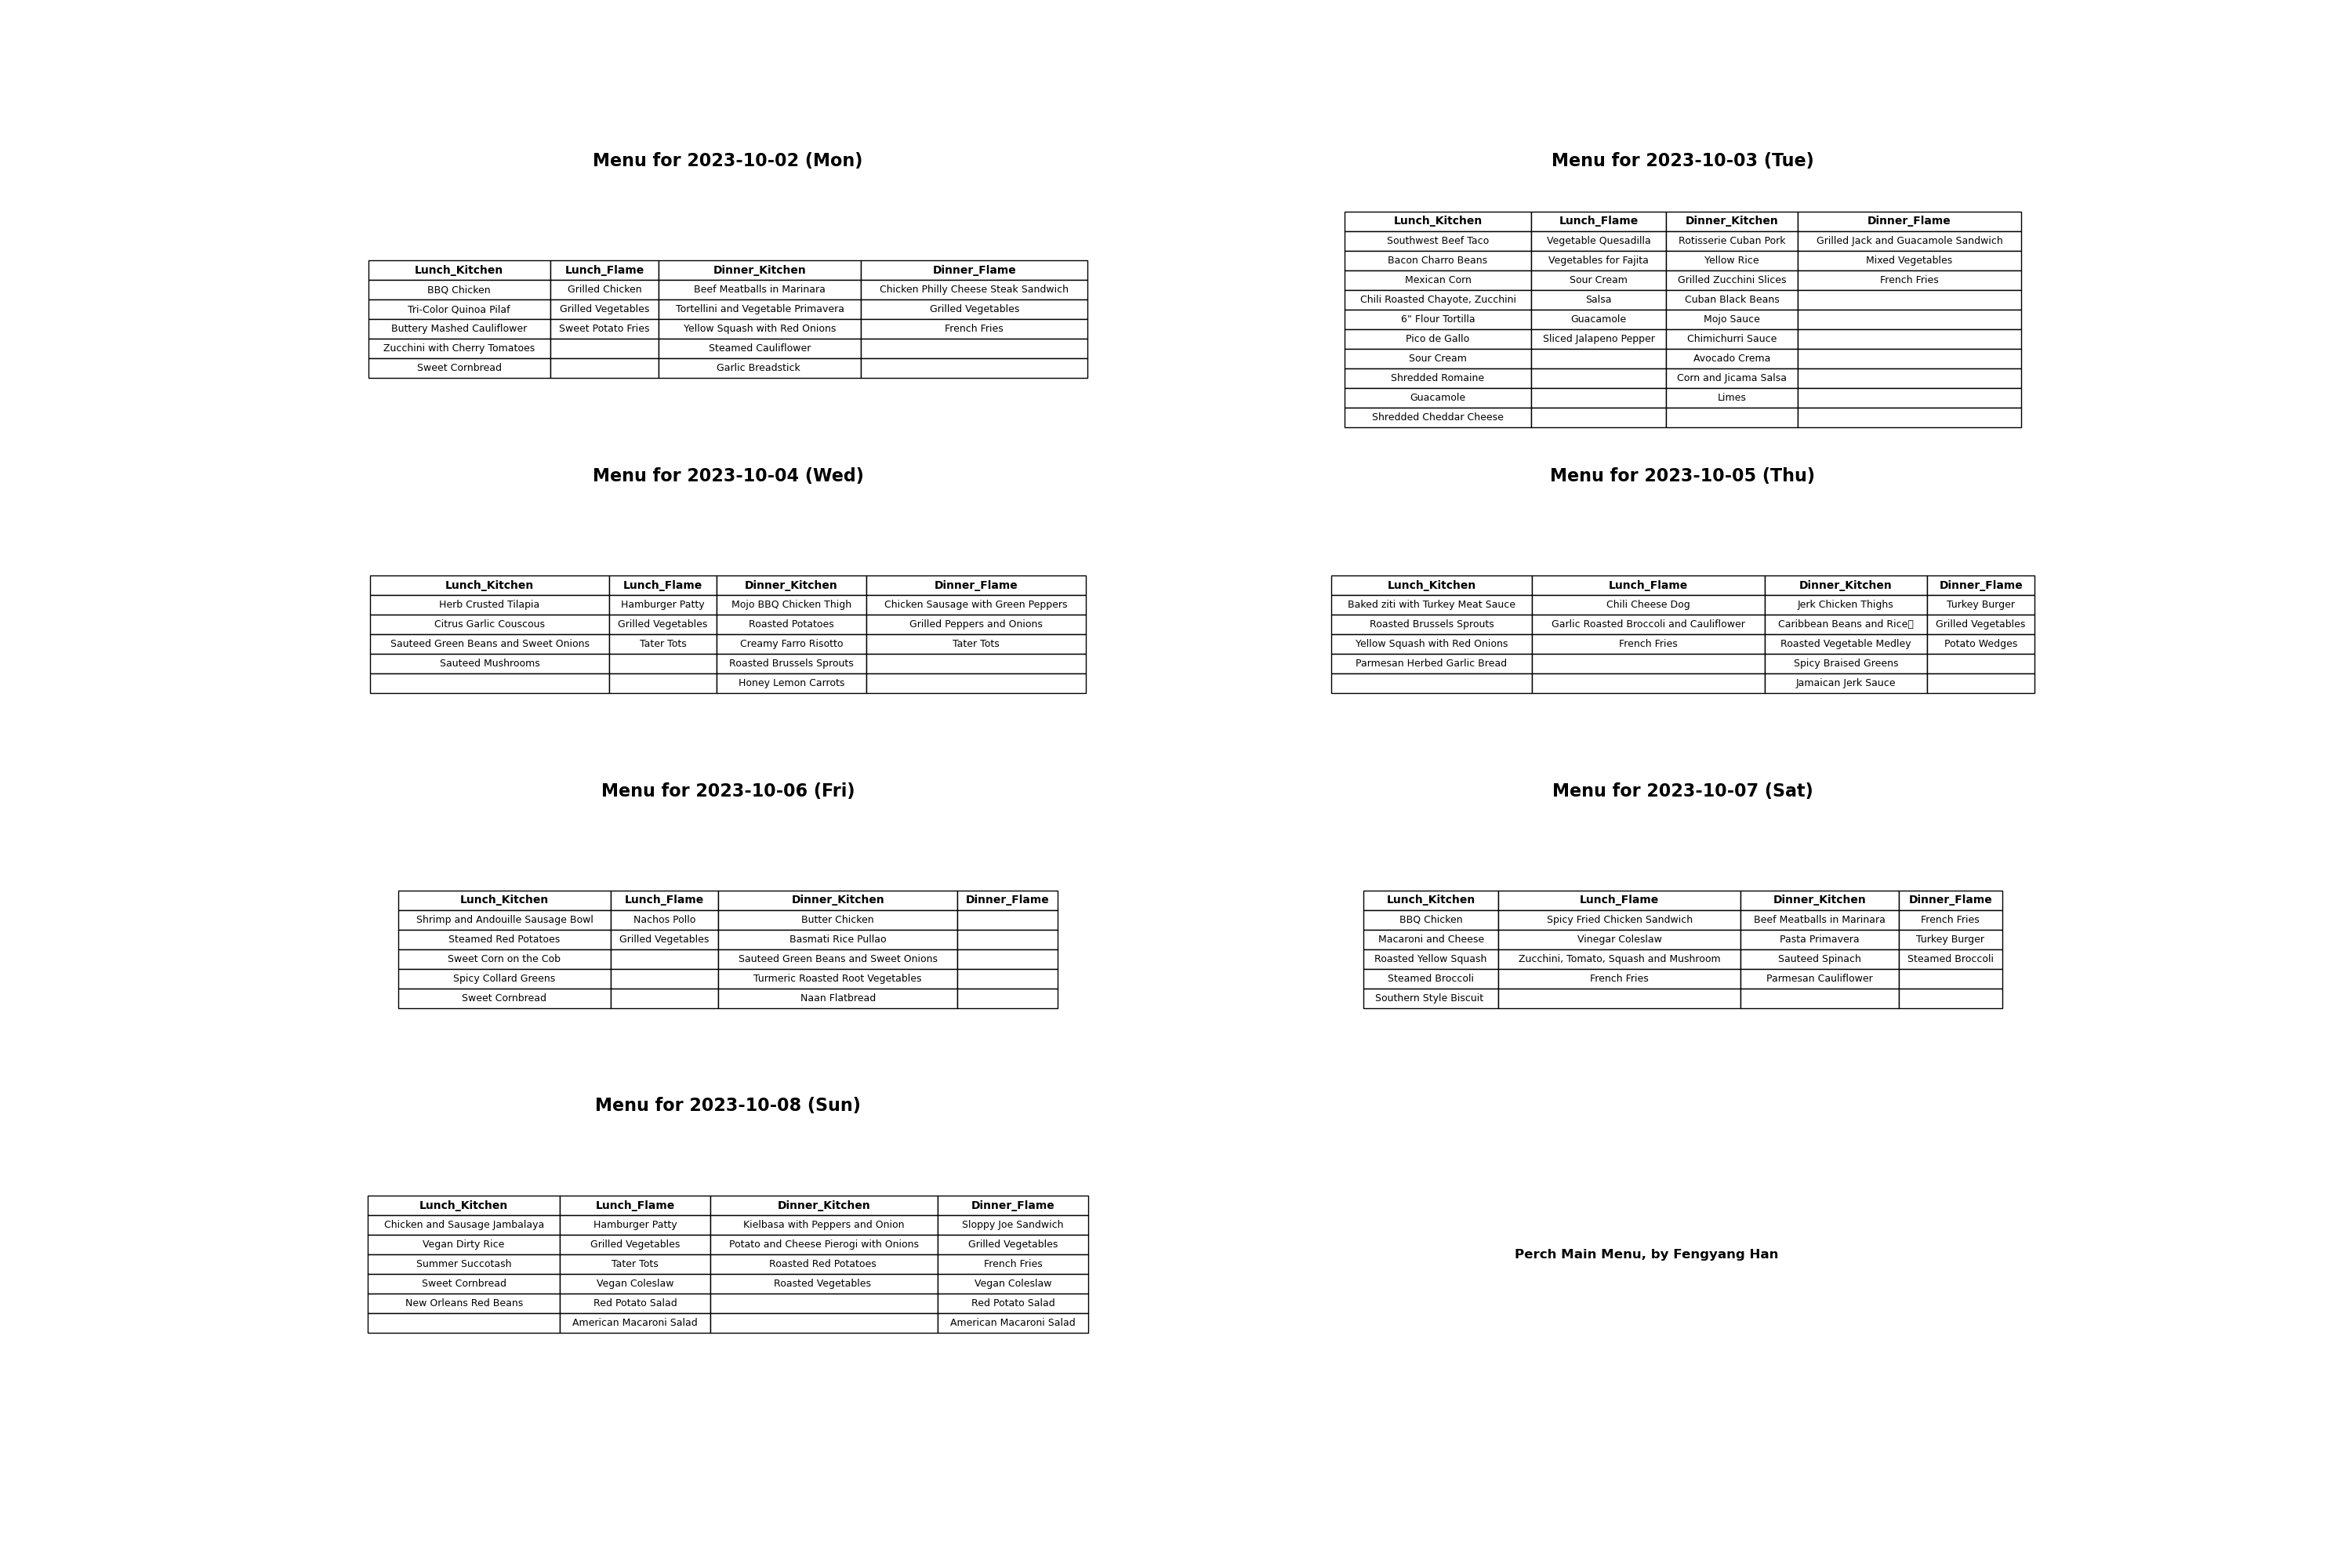 Menu for 2023-10-02 (Mon)
Lunch_Kitchen Lunch_Flame Dinner_Kitchen Dinner_Flame
BBQ Chicken Grilled Chicken Beef Meatballs in Marinara Chicken Philly Cheese Steak Sandwich
Tri-Color Quinoa Pilaf Grilled Vegetables Tortellini and Vegetable Primavera Grilled Vegetables
Buttery Mashed Cauliflower Sweet Potato Fries Yellow Squash with Red Onions French Fries
Zucchini with Cherry Tomatoes Steamed Cauliflower
Sweet Cornbread Garlic Breadstick
Menu for 2023-10-03 (Tue)
Lunch_Kitchen Lunch_Flame Dinner_Kitchen Dinner_Flame
Southwest Beef Taco Vegetable Quesadilla Rotisserie Cuban Pork Grilled Jack and Guacamole Sandwich
Bacon Charro Beans Vegetables for Fajita Yellow Rice Mixed Vegetables
Mexican Corn Sour Cream Grilled Zucchini Slices French Fries
Chili Roasted Chayote, Zucchini Salsa Cuban Black Beans
6" Flour Tortilla Guacamole Mojo Sauce
Pico de Gallo Sliced Jalapeno Pepper Chimichurri Sauce
Sour Cream Avocado Crema
Shredded Romaine Corn and Jicama Salsa
Guacamole Limes
Shredded Cheddar Cheese
Menu for 2023-10-04 (Wed)
Lunch_Kitchen Lunch_Flame Dinner_Kitchen Dinner_Flame
Herb Crusted Tilapia Hamburger Patty Mojo BBQ Chicken Thigh Chicken Sausage with Green Peppers
Citrus Garlic Couscous Grilled Vegetables Roasted Potatoes Grilled Peppers and Onions
Sauteed Green Beans and Sweet Onions Tater Tots Creamy Farro Risotto Tater Tots
Sauteed Mushrooms Roasted Brussels Sprouts
Honey Lemon Carrots
Menu for 2023-10-05 (Thu)
Lunch_Kitchen Lunch_Flame Dinner_Kitchen Dinner_Flame
Baked ziti with Turkey Meat Sauce Chili Cheese Dog Jerk Chicken Thighs Turkey Burger
Roasted Brussels Sprouts Garlic Roasted Broccoli and Cauliflower Caribbean Beans and Rice Grilled Vegetables
Yellow Squash with Red Onions French Fries Roasted Vegetable Medley Potato Wedges
Parmesan Herbed Garlic Bread Spicy Braised Greens
Jamaican Jerk Sauce
Menu for 2023-10-06 (Fri)
Lunch_Kitchen Lunch_Flame Dinner_Kitchen Dinner_Flame
Shrimp and Andouille Sausage Bowl Nachos Pollo Butter Chicken
Steamed Red Potatoes Grilled Vegetables Basmati Rice Pullao
Sweet Corn on the Cob Sauteed Green Beans and Sweet Onions
Spicy Collard Greens Turmeric Roasted Root Vegetables
Sweet Cornbread Naan Flatbread
Menu for 2023-10-07 (Sat)
Lunch_Kitchen Lunch_Flame Dinner_Kitchen Dinner_Flame
BBQ Chicken Spicy Fried Chicken Sandwich Beef Meatballs in Marinara French Fries
Macaroni and Cheese Vinegar Coleslaw Pasta Primavera Turkey Burger
Roasted Yellow Squash Zucchini, Tomato, Squash and Mushroom Sauteed Spinach Steamed Broccoli
Steamed Broccoli French Fries Parmesan Cauliflower
Southern Style Biscuit
Menu for 2023-10-08 (Sun)
Lunch_Kitchen Lunch_Flame Dinner_Kitchen Dinner_Flame
Chicken and Sausage Jambalaya Hamburger Patty Kielbasa with Peppers and Onion Sloppy Joe Sandwich
Vegan Dirty Rice Grilled Vegetables Potato and Cheese Pierogi with Onions Grilled Vegetables
Summer Succotash Tater Tots Roasted Red Potatoes French Fries
Sweet Cornbread Vegan Coleslaw Roasted Vegetables Vegan Coleslaw
New Orleans Red Beans Red Potato Salad Red Potato Salad
American Macaroni Salad American Macaroni Salad
Perch Main Menu, by Fengyang Han